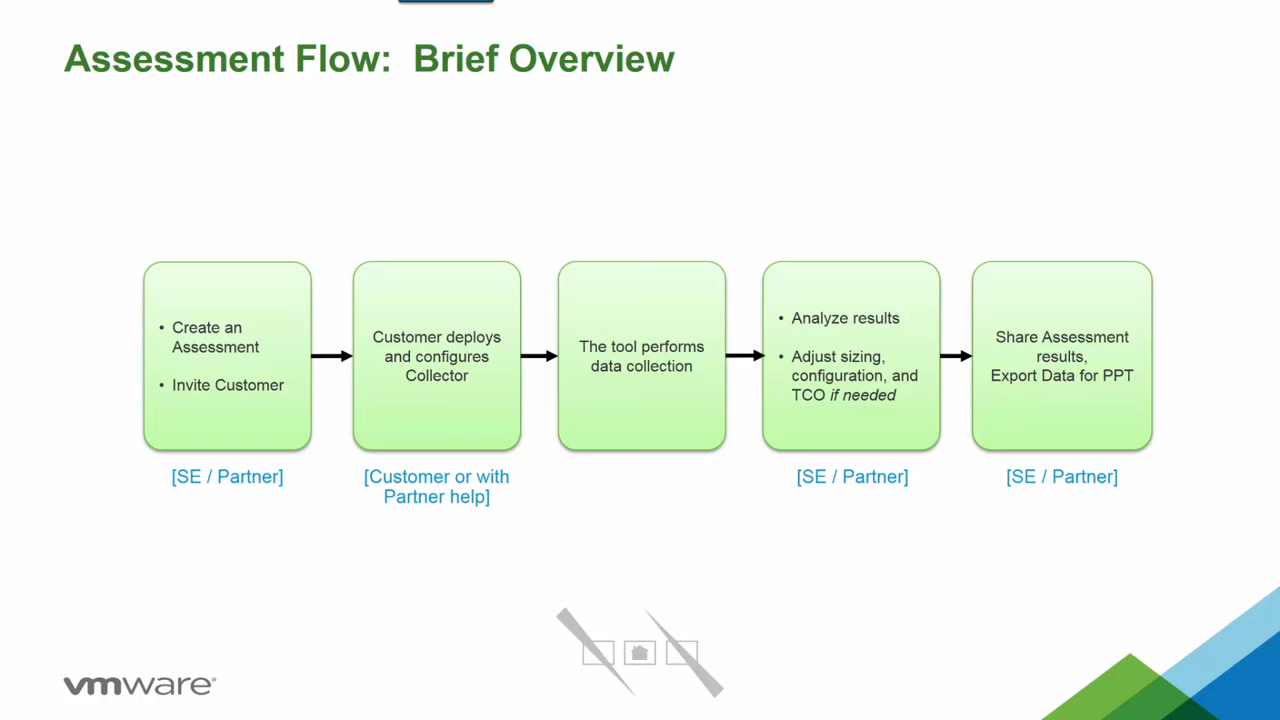 Assessment Flow: Brief Overview
• Create an
Assessment
• Invite Customer
[SE / Partner]
Customer deploys
and configures
Collector
[Customer or with
Partner help]
The tool performs
data collection
• Analyze results
• Adjust sizing,
configuration, and
TCO if needed
[SE / Partner]
Share Assessment
results,
Export Data for PPT
[SE / Partner]
vmware®